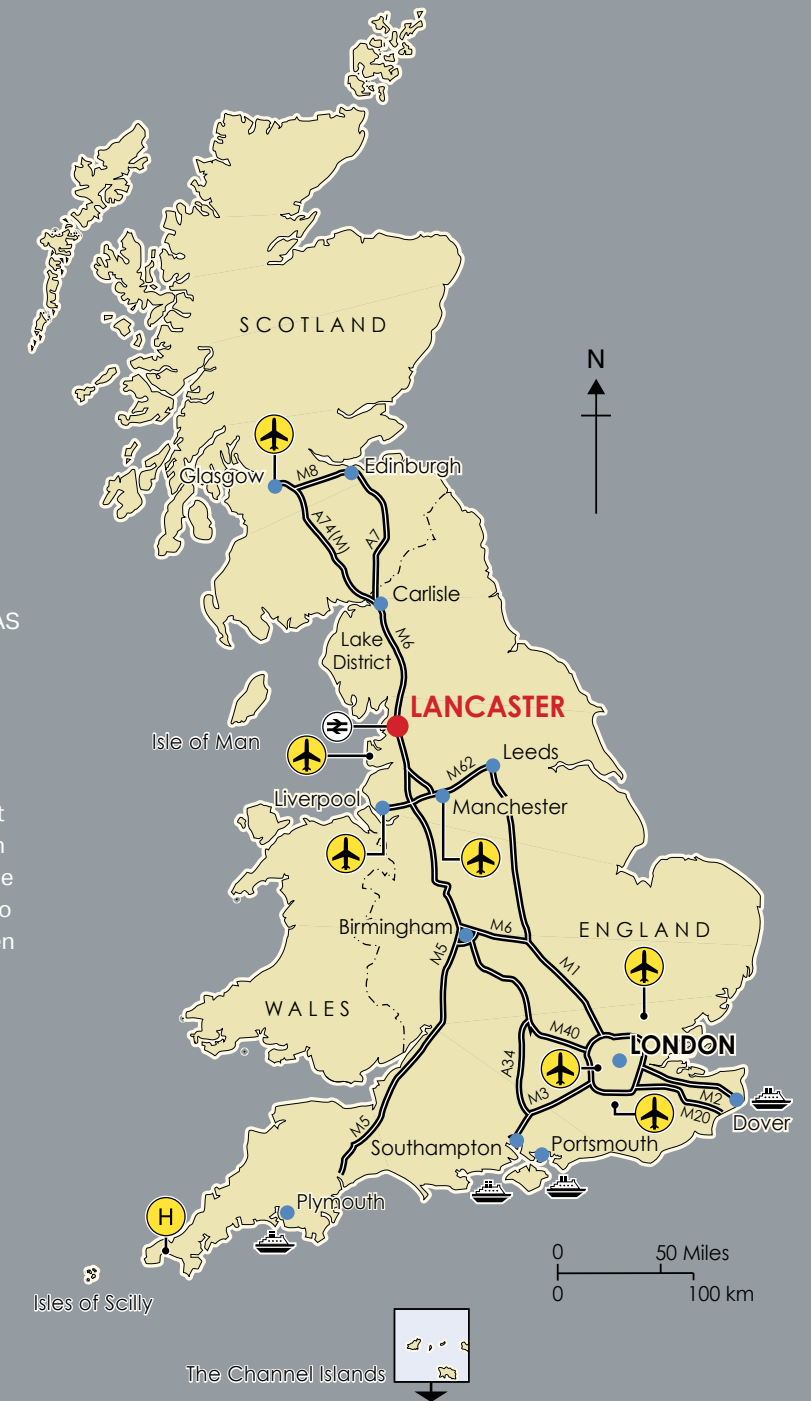 SCOTLAND
N
Glasgow
M8
Edinburgh
A74(M)
A7
Carlisle
AS
Lake
District
M6
LANCASTER
Isle of Man
Leeds
M62
Liverpool
Manchester
t
n
e
o
en
Birmingham
M6
ENGLAND
M5
M1
WALES
M40
LONDON
A34
M3
M2
M20
Dover
M5
Southampton
Portsmouth
Plymouth
H
0 50 Miles
0 100 km
Isles of Scilly
The Channel Islands